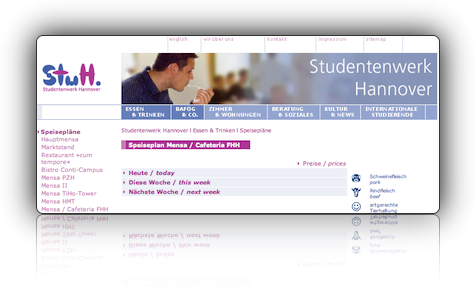 english
wir über uns
kontakt
impressum
sitemap
StuH.
Studentenwerk Hannover
Studentenwerk
Hannover
ESSEN
& TRINKEN
BAFÖG
& CO.
ZIMMER
& WOHNUNGEN
BERATUNG
& SOZIALES
KULTUR
& NEWS
INTERNATIONALE
STUDIERENDE
Speisepläne
Hauptmensa
Marktstand
Restaurant »cum
tempore«
Bistro Conti-Campus
Mensa PZH
Mensa II
Mensa TiHo-Tower
Mensa HMT
Mensa / Cafeteria FHH
Studentenwerk Hannover I Essen & Trinken I Speisepläne
Speiseplan Mensa / Cafeteria FHH
Preise / prices
Heute / today
Diese Woche / this week
Nächste Woche / next week
Schweinefleisch
pork
Rindfleisch
beef
artgerechte
Tierhaltung